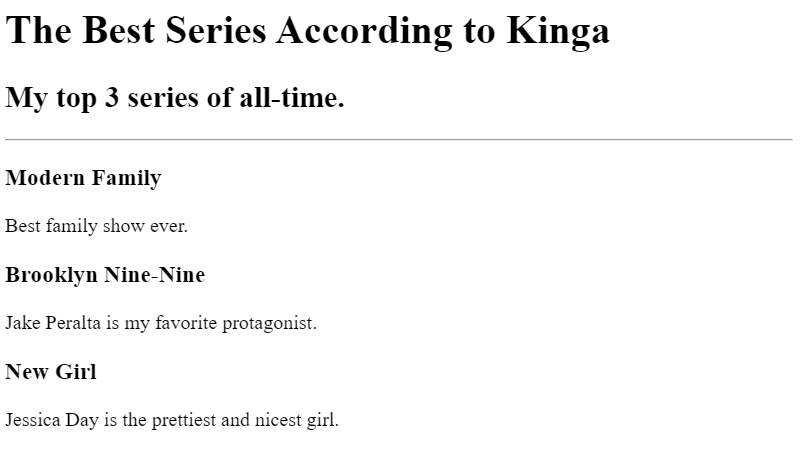 The Best Series According to Kinga
My top 3 series of all-time.
Modern Family
Best family show ever.
Brooklyn Nine-Nine
Jake Peralta is my favorite protagonist.
New Girl
Jessica Day is the prettiest and nicest girl.